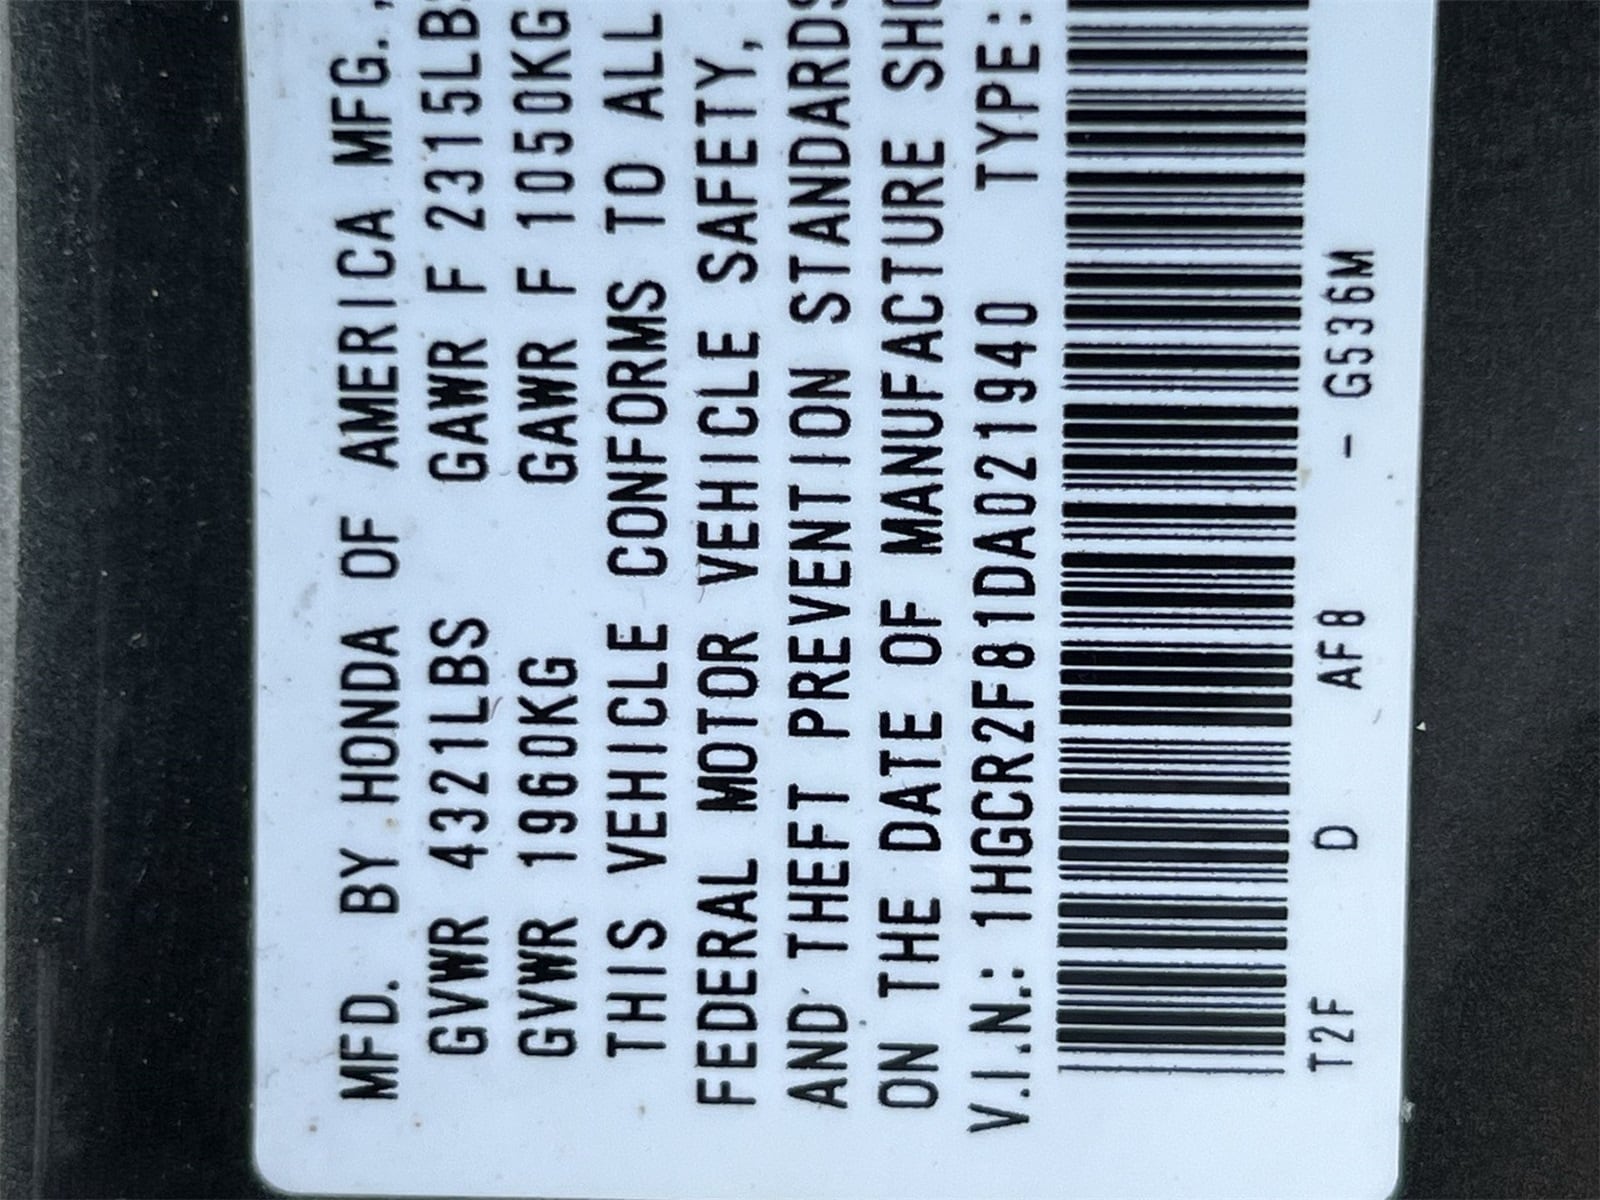 MFD. BY HONDA OF AMERICA MFG.,
GVWR 4321LBS GAWR F 2315LBS
GVWR 1960KG GAWR F 1050KG
THIS VEHICLE CONFORMS TO ALL
FEDERAL MOTOR VEHICLE SAFETY,
AND THEFT PREVENTION STANDARDS
ON THE DATE OF MANUFACTURE SHO
V.I.N.: 1HGCR2F81DA021940 TYPE:
T2F D AF8 - G536M